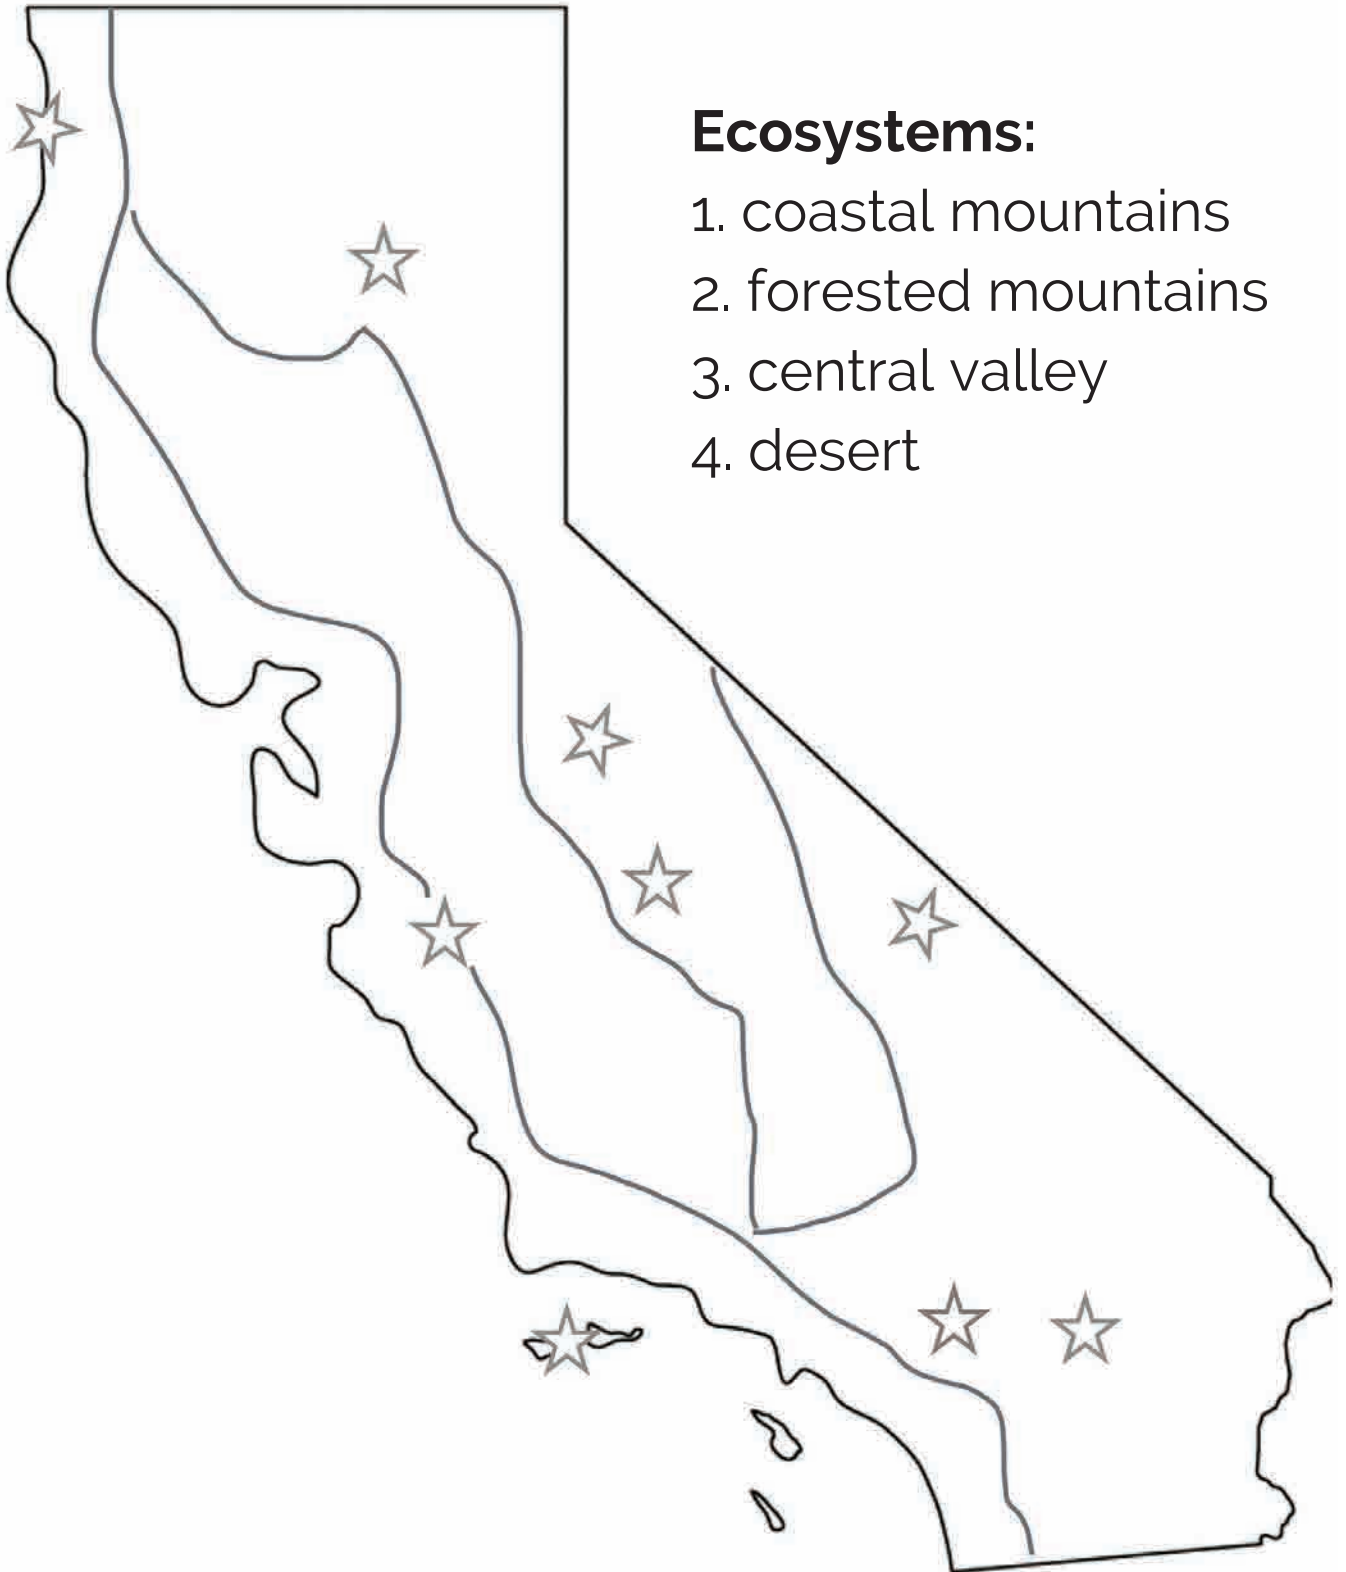 Ecosystems:
1. coastal mountains
2. forested mountains
3. central valley
4. desert